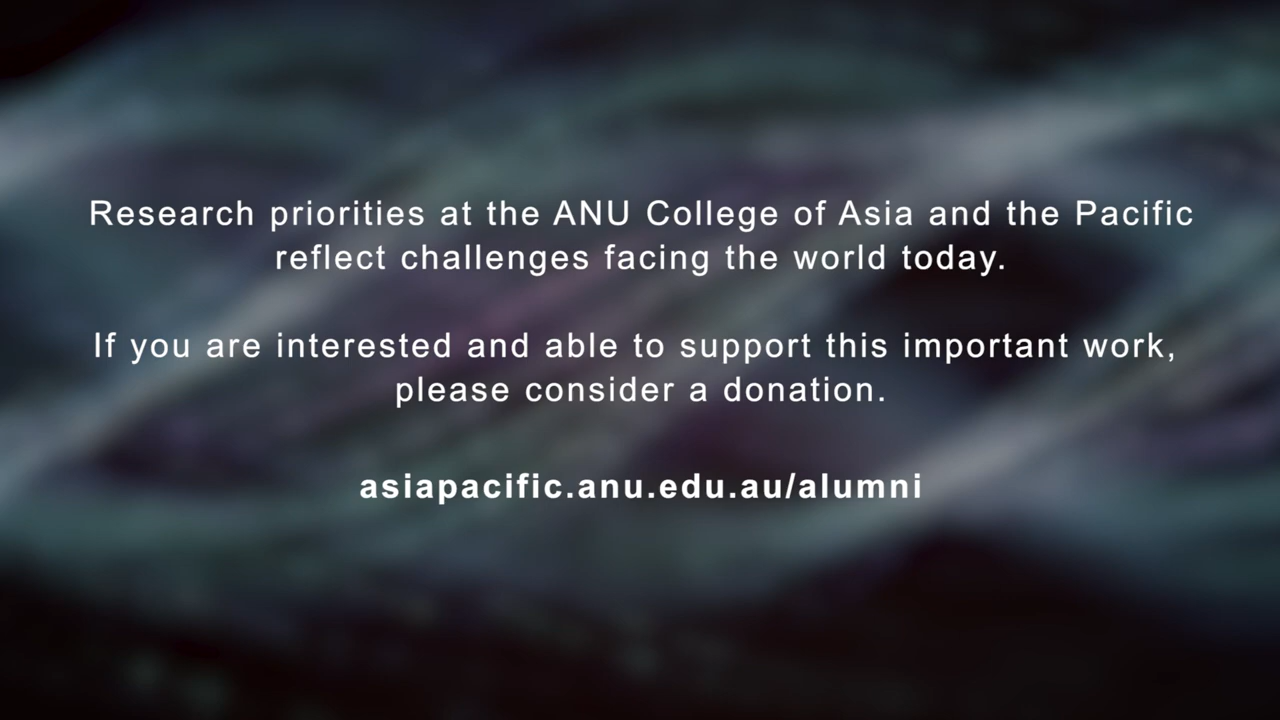 Research priorities at the ANU College of Asia and the Pacific
reflect challenges facing the world today.
If you are interested and able to support this important work,
please consider a donation.
asiapacific.anu.edu.au/alumni